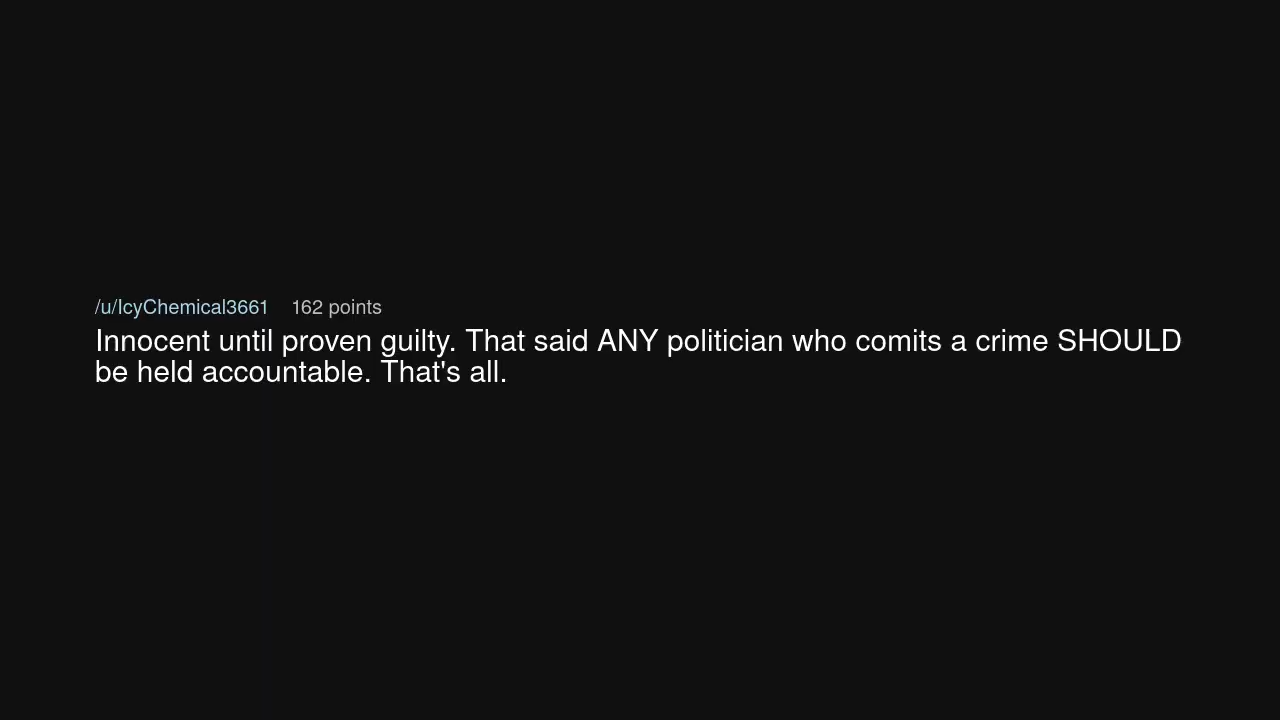 /u/IcyChemical3661 162 points
Innocent until proven guilty. That said ANY politician who comits a crime SHOULD
be held accountable. That's all.